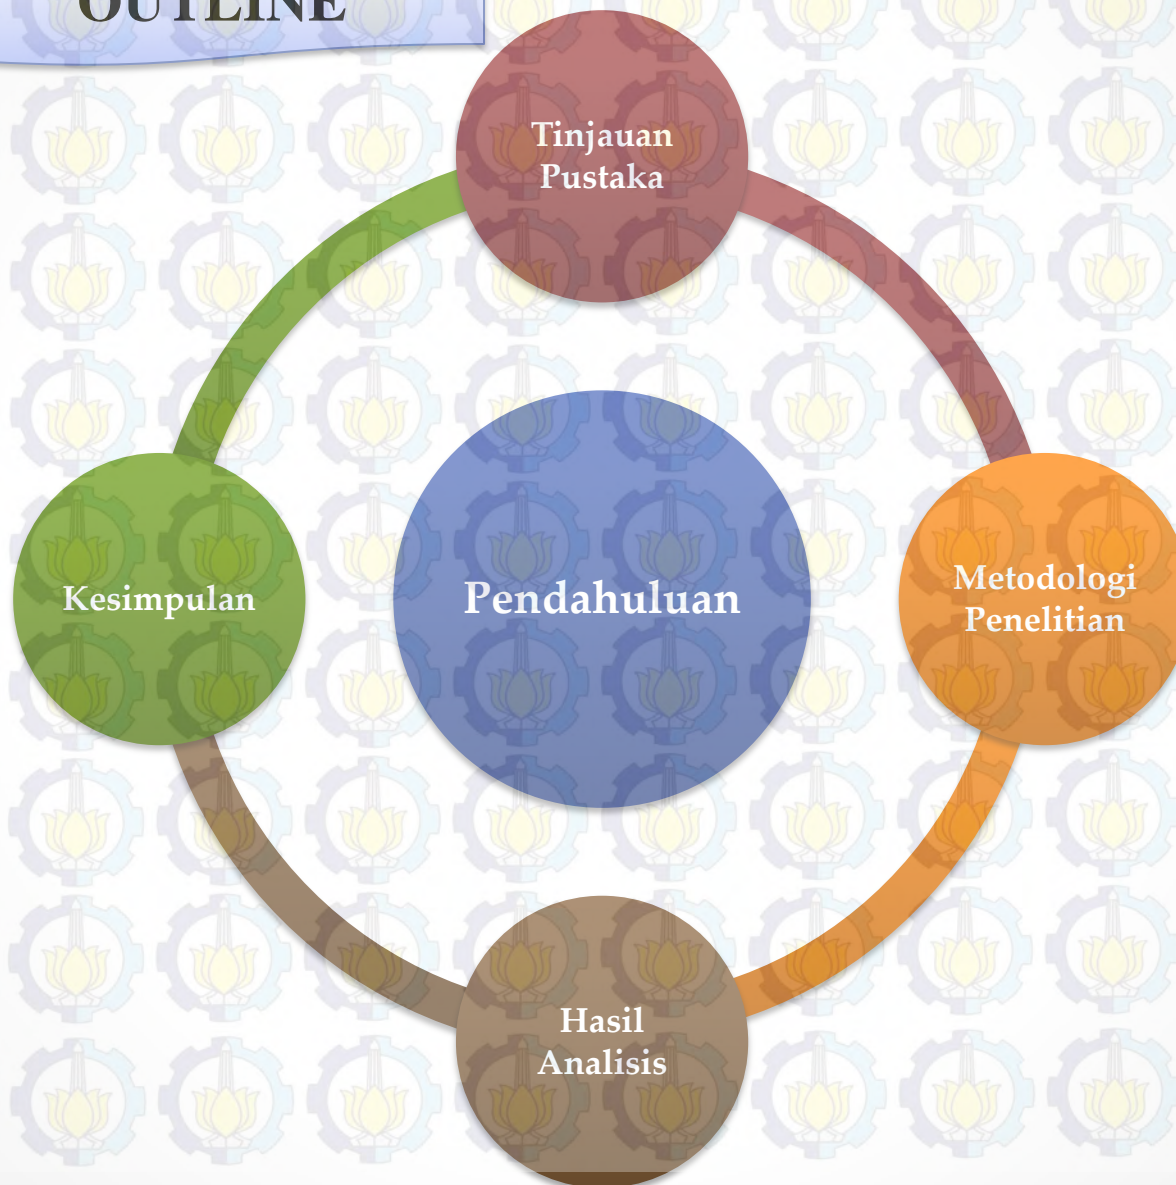 OUTLINE
Tinjauan
Pustaka
Metodologi
Penelitian
Hasil
Analisis
Kesimpulan
Pendahuluan